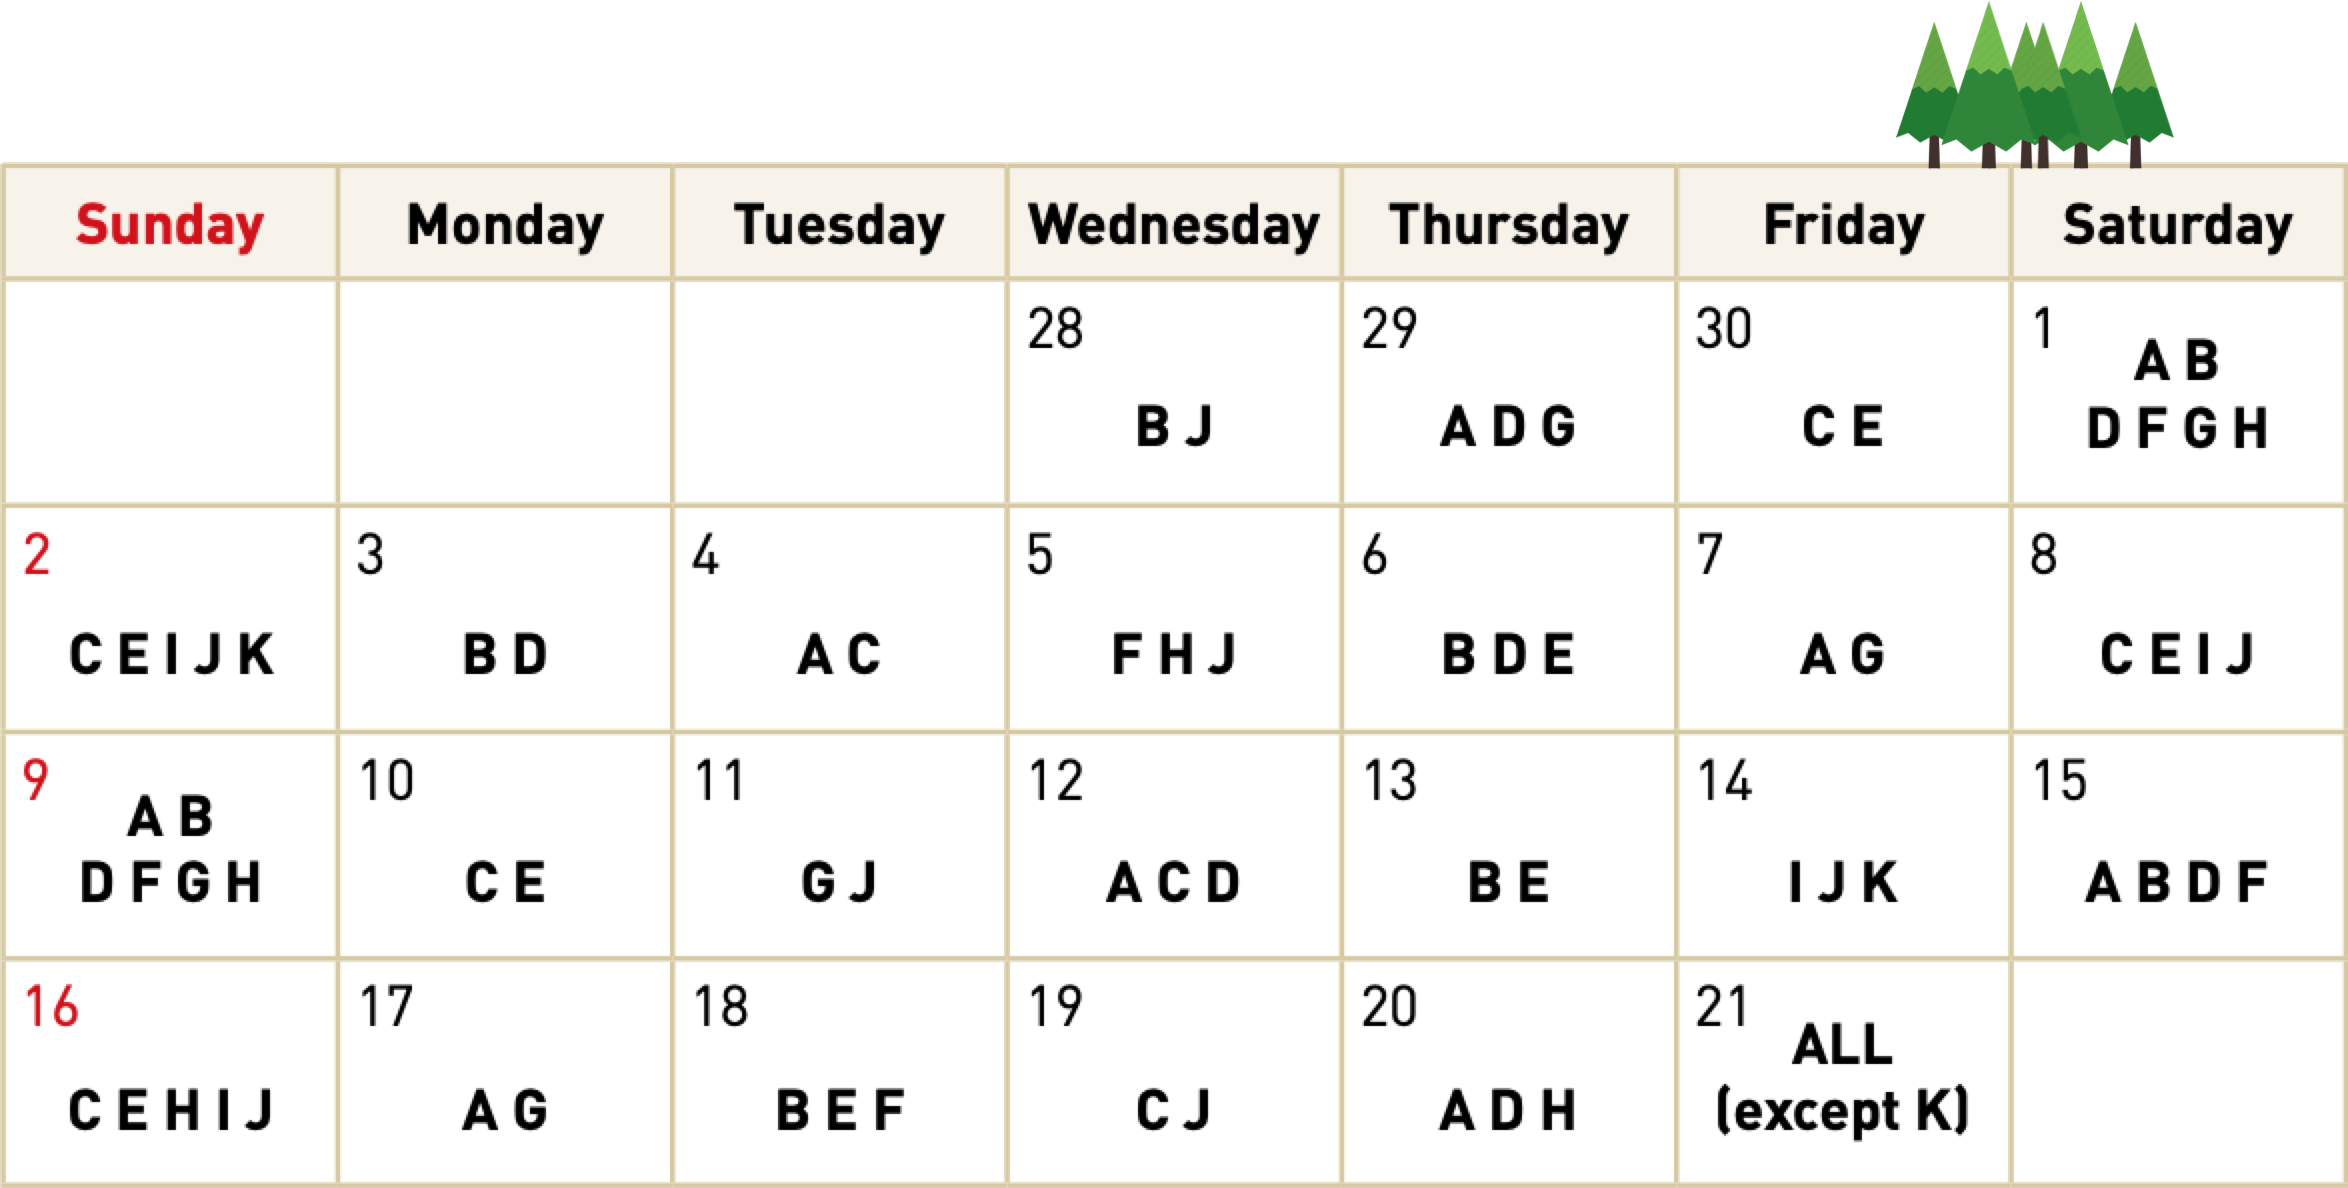 Sunday Monday Tuesday Wednesday Thursday Friday Saturday
28 29 30 1
A B
B J A D G C E D F G H
2 3 4 5 6 7 8
C E I J K B D A C F H J B D E A G C E I J
9 10 11 12 13 14 15
A B
D F G H C E G J A C D B E I J K A B D F
16 17 18 19 20 21
ALL
C E H I J A G B E F C J A D H (except K)